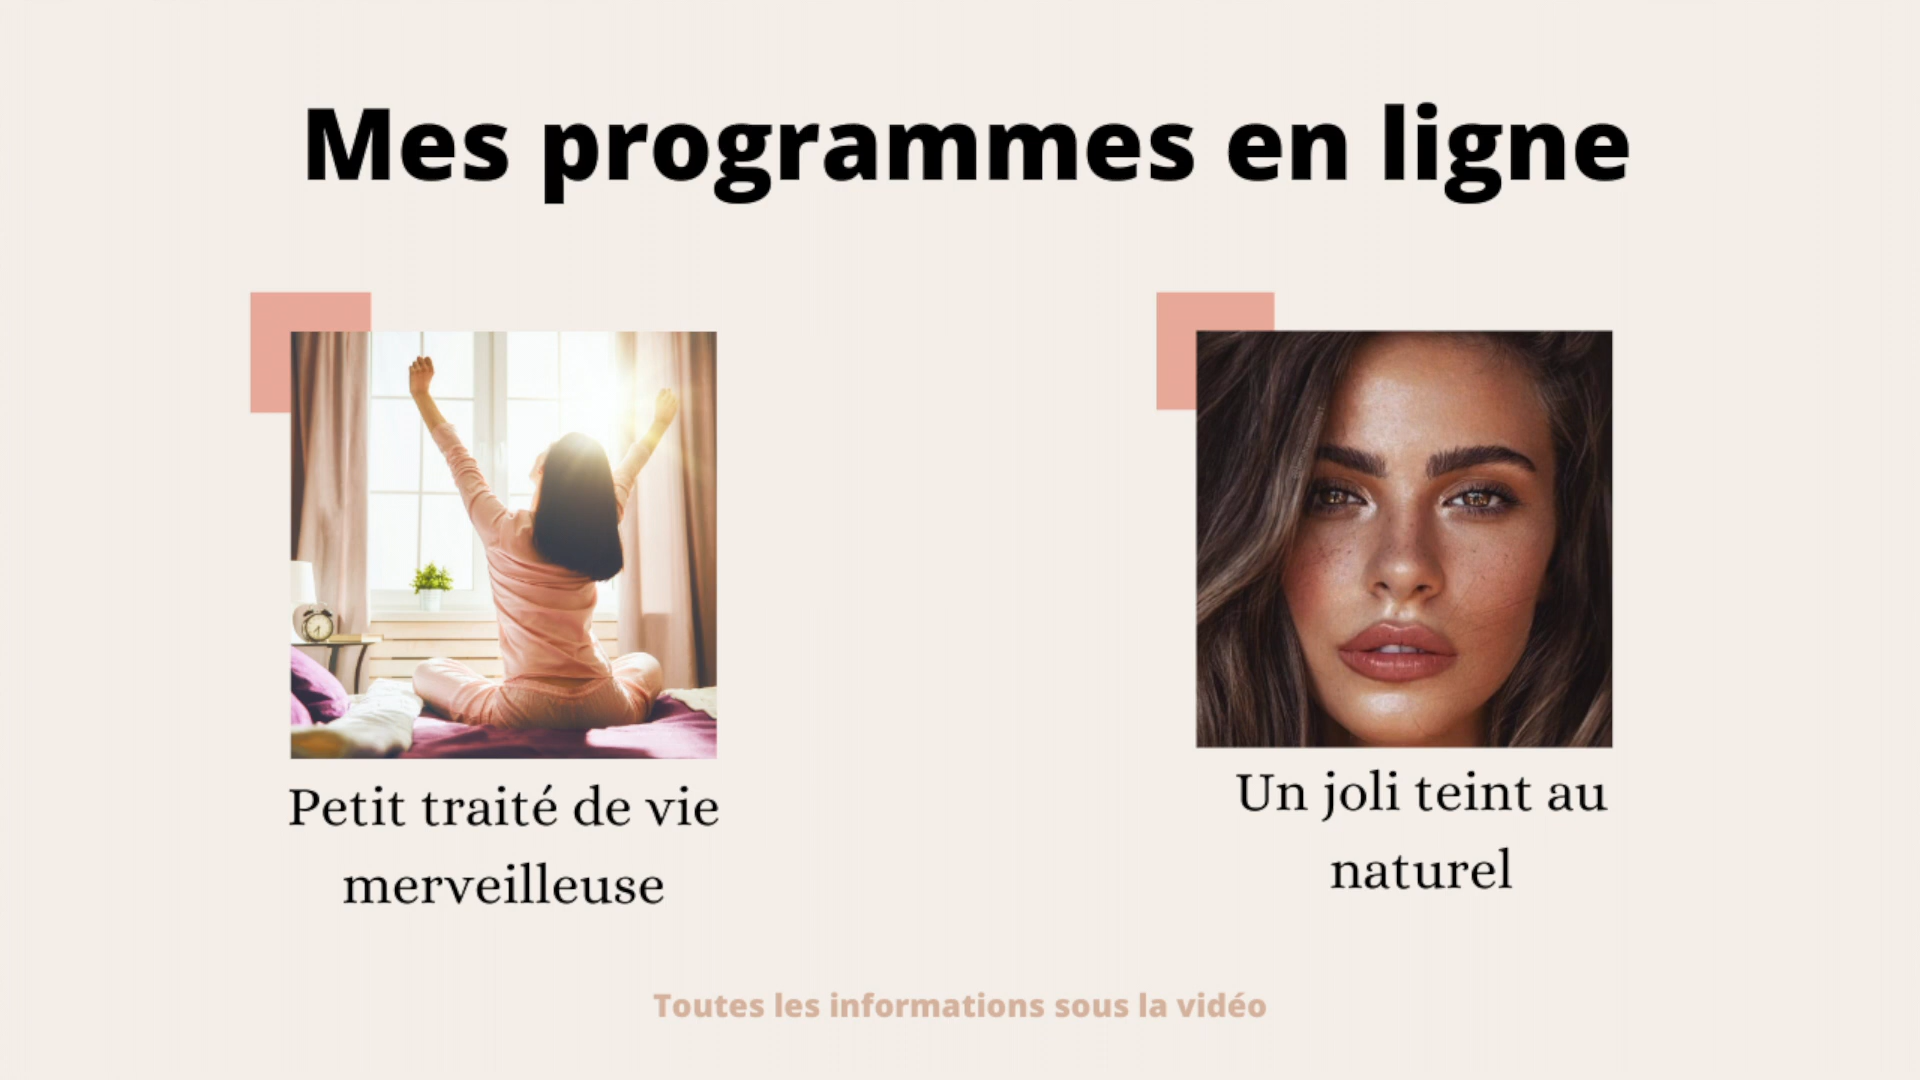 Mes programmes en ligne
Petit traité de vie
merveilleuse
Un joli teint au
naturel
Toutes les informations sous la vidéo